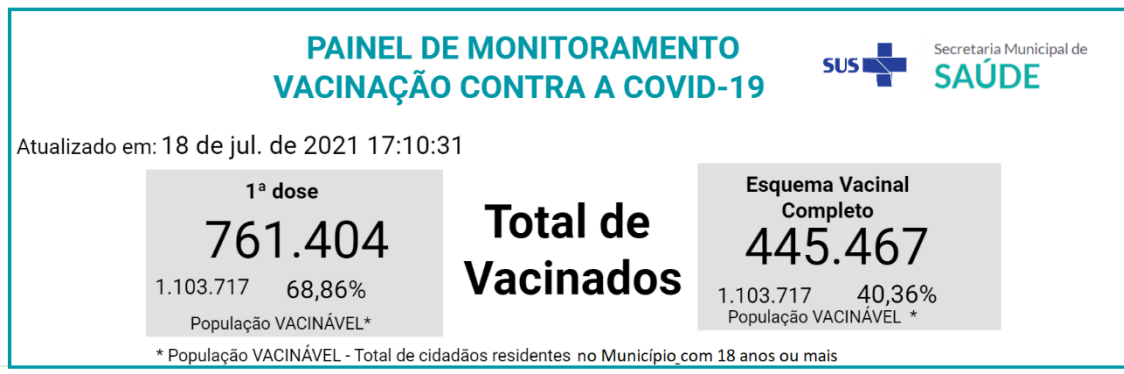 PAINEL DE MONITORAMENTO
VACINAÇÃO CONTRA A COVID-19
SUS
Secretaria Municipal de
SAÚDE
Atualizado em: 18 de jul. de 2021 17:10:31
1ª dose
761.404
1.103.717 68,86%
População VACINÁVEL*
Total de
Vacinados
Esquema Vacinal
Completo
445.467
1.103.717 40,36%
População VACINÁVEL *
* População VACINÁVEL - Total de cidadãos residentes no Município com 18 anos ou mais